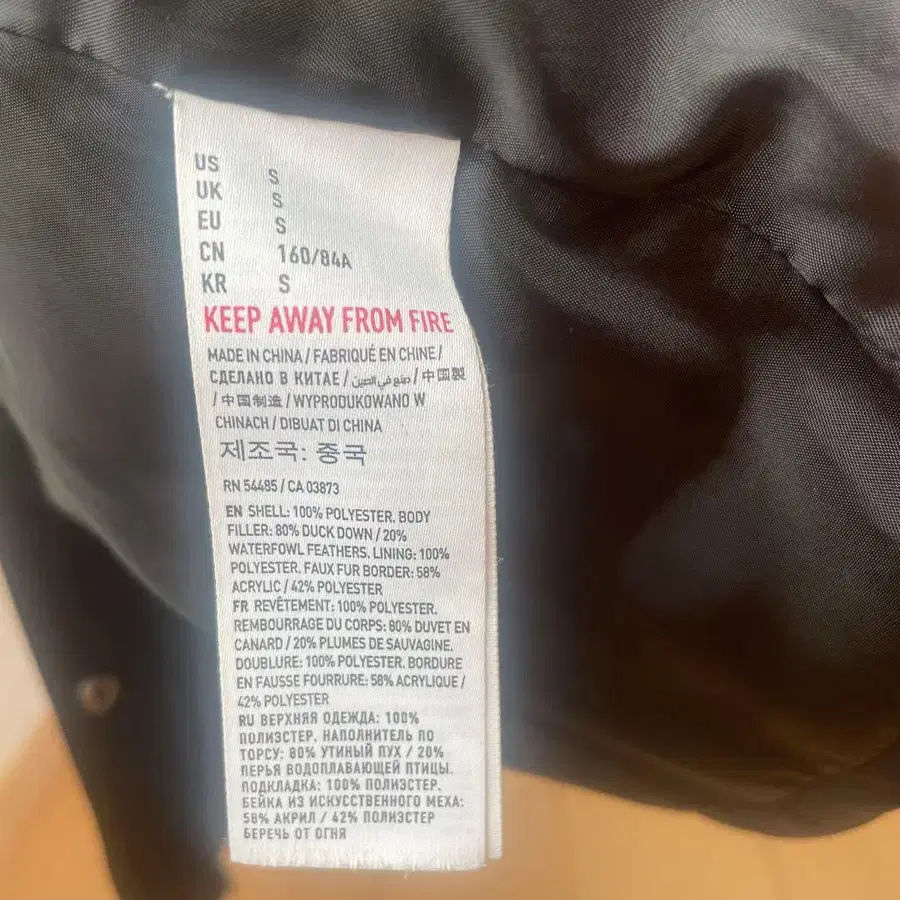 US S
UK S
EU S
CN 160/84A
KR S
KEEP AWAY FROM FIRE
MADE IN CHINA / FABRIQUÉ EN CHINE /
СДЕЛАНО В КИТАЕ / صنع في الصين / 中国製
/ 中国制造 / WYPRODUKOWANO W
CHINACH / DIBUAT DI CHINA
제조국: 중국
RN 54485 / CA 03873
EN SHELL: 100% POLYESTER. BODY
FILLER: 80% DUCK DOWN / 20%
WATERFOWL FEATHERS. LINING: 100%
POLYESTER. FAUX FUR BORDER: 58%
ACRYLIC / 42% POLYESTER
FR REVÊTEMENT: 100% POLYESTER.
REMBOURRAGE DU CORPS: 80% DUVET EN
CANARD / 20% PLUMES DE SAUVAGINE.
DOUBLURE: 100% POLYESTER. BORDURE
EN FAUSSE FOURRURE: 58% ACRYLIQUE /
42% POLYESTER
RU ВЕРХНЯЯ ОДЕЖДА: 100%
ПОЛИЭСТЕР. НАПОЛНИТЕЛЬ ПО
ТОРСУ: 80% УТИНЫЙ ПУХ / 20%
ПЕРЬЯ ВОДОПЛАВАЮЩЕЙ ПТИЦЫ.
ПОДКЛАДКА: 100% ПОЛИЭСТЕР.
БЕЙКА ИЗ ИСКУССТВЕННОГО МЕХА:
58% АКРИЛ / 42% ПОЛИЭСТЕР
БЕРЕЧЬ ОТ ОГНЯ